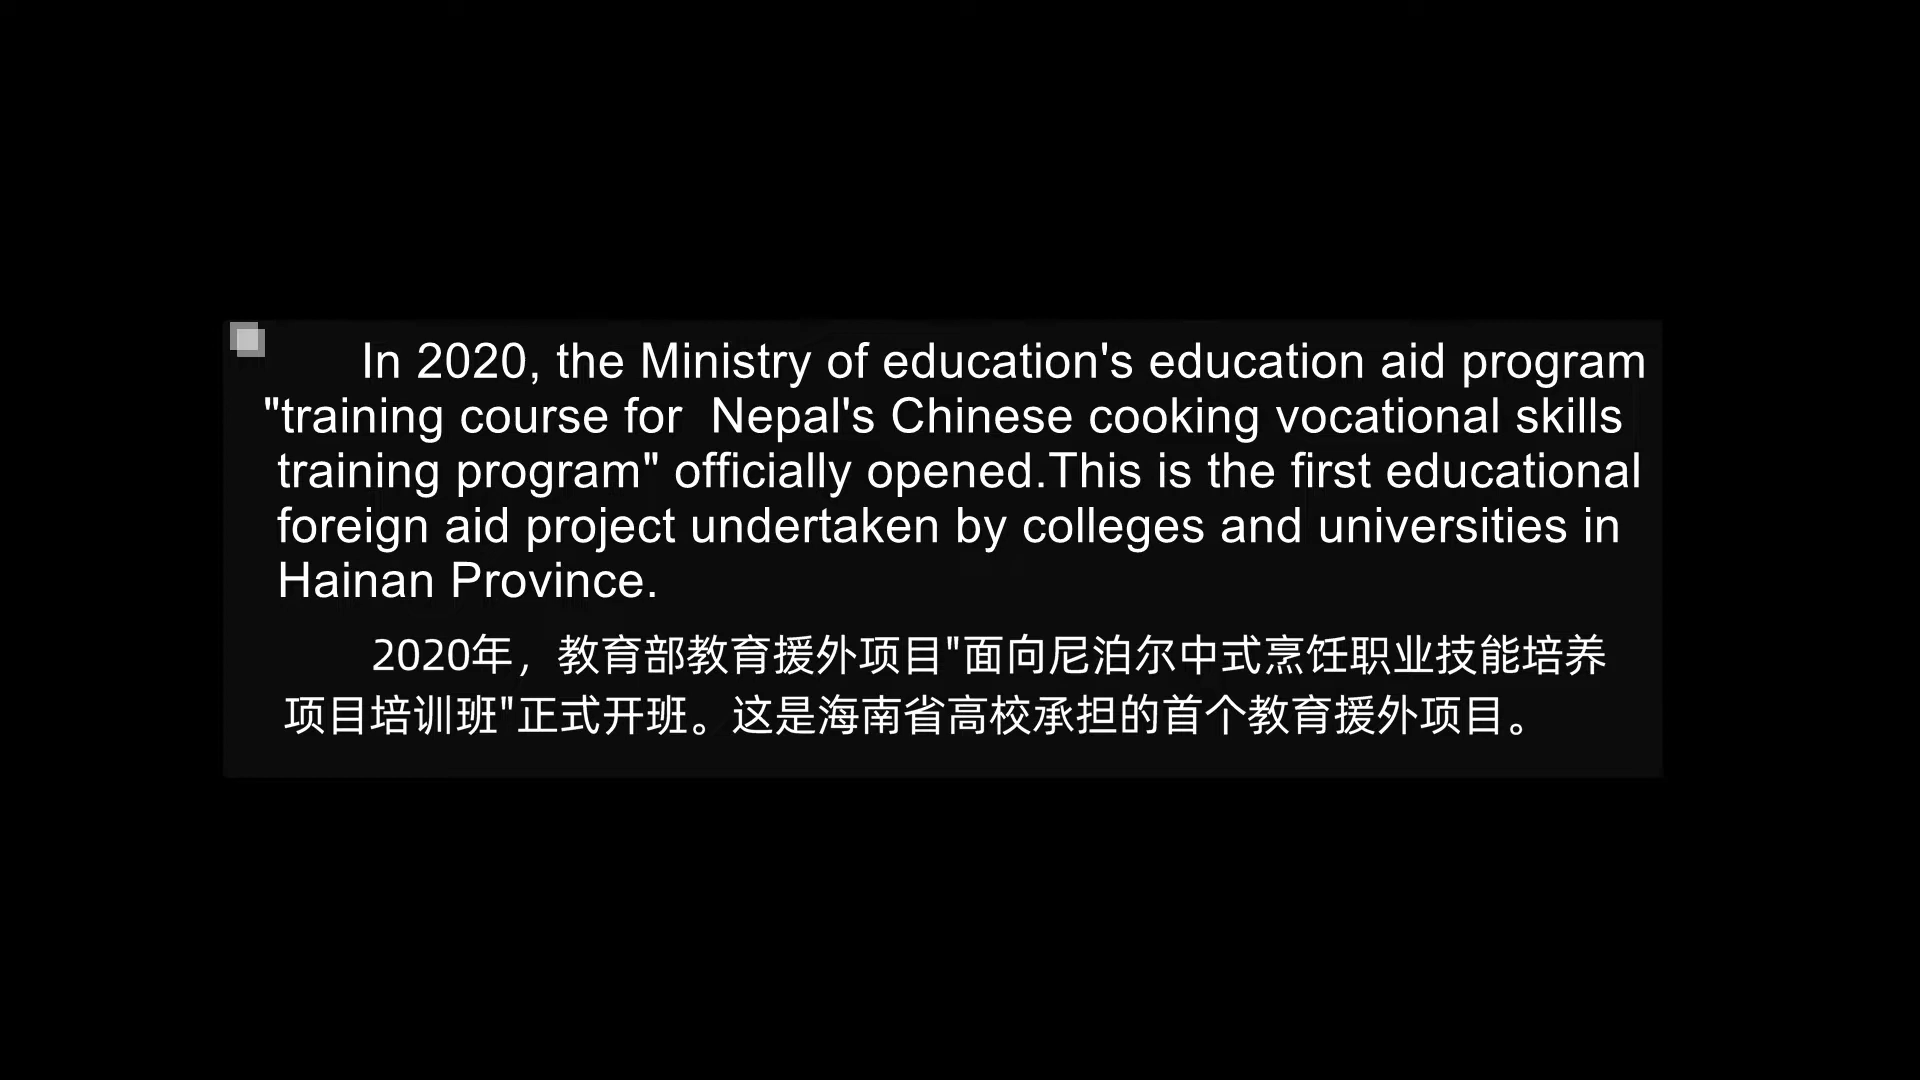 In 2020, the Ministry of education's education aid program
"training course for  Nepal's Chinese cooking vocational skills
training program" officially opened.This is the first educational
foreign aid project undertaken by colleges and universities in
Hainan Province.
2020年，教育部教育援外项目"面向尼泊尔中式烹饪职业技能培养
项目培训班"正式开班。这是海南省高校承担的首个教育援外项目。